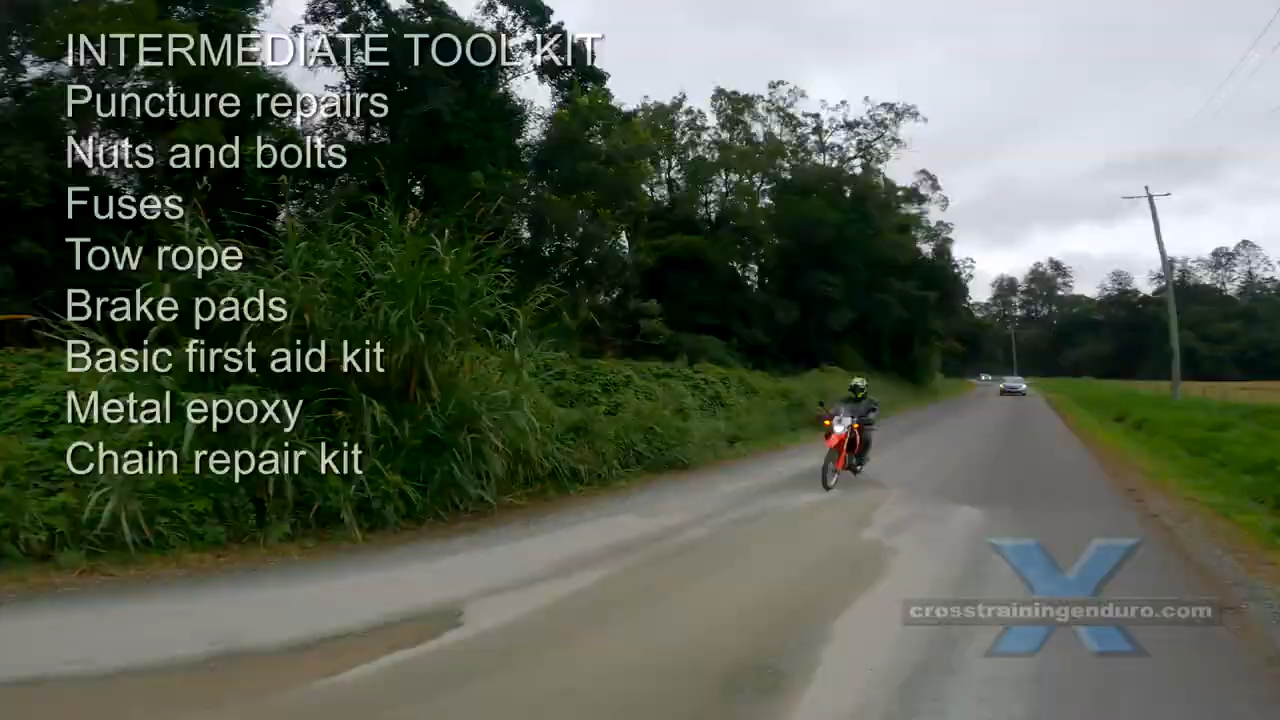 INTERMEDIATE TOOL KIT
Puncture repairs
Nuts and bolts
Fuses
Tow rope
Brake pads
Basic first aid kit
Metal epoxy
Chain repair kit
X
crosstrainingenduro.com